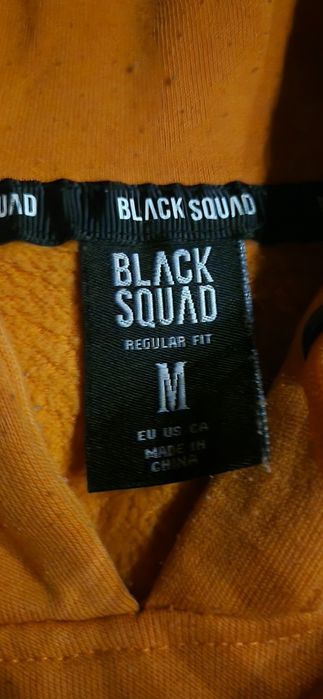 UAD BLACK SQUAD
BLACK
SQUAD
REGULAR FIT
M
EU US CA
MADE IN
CHINA